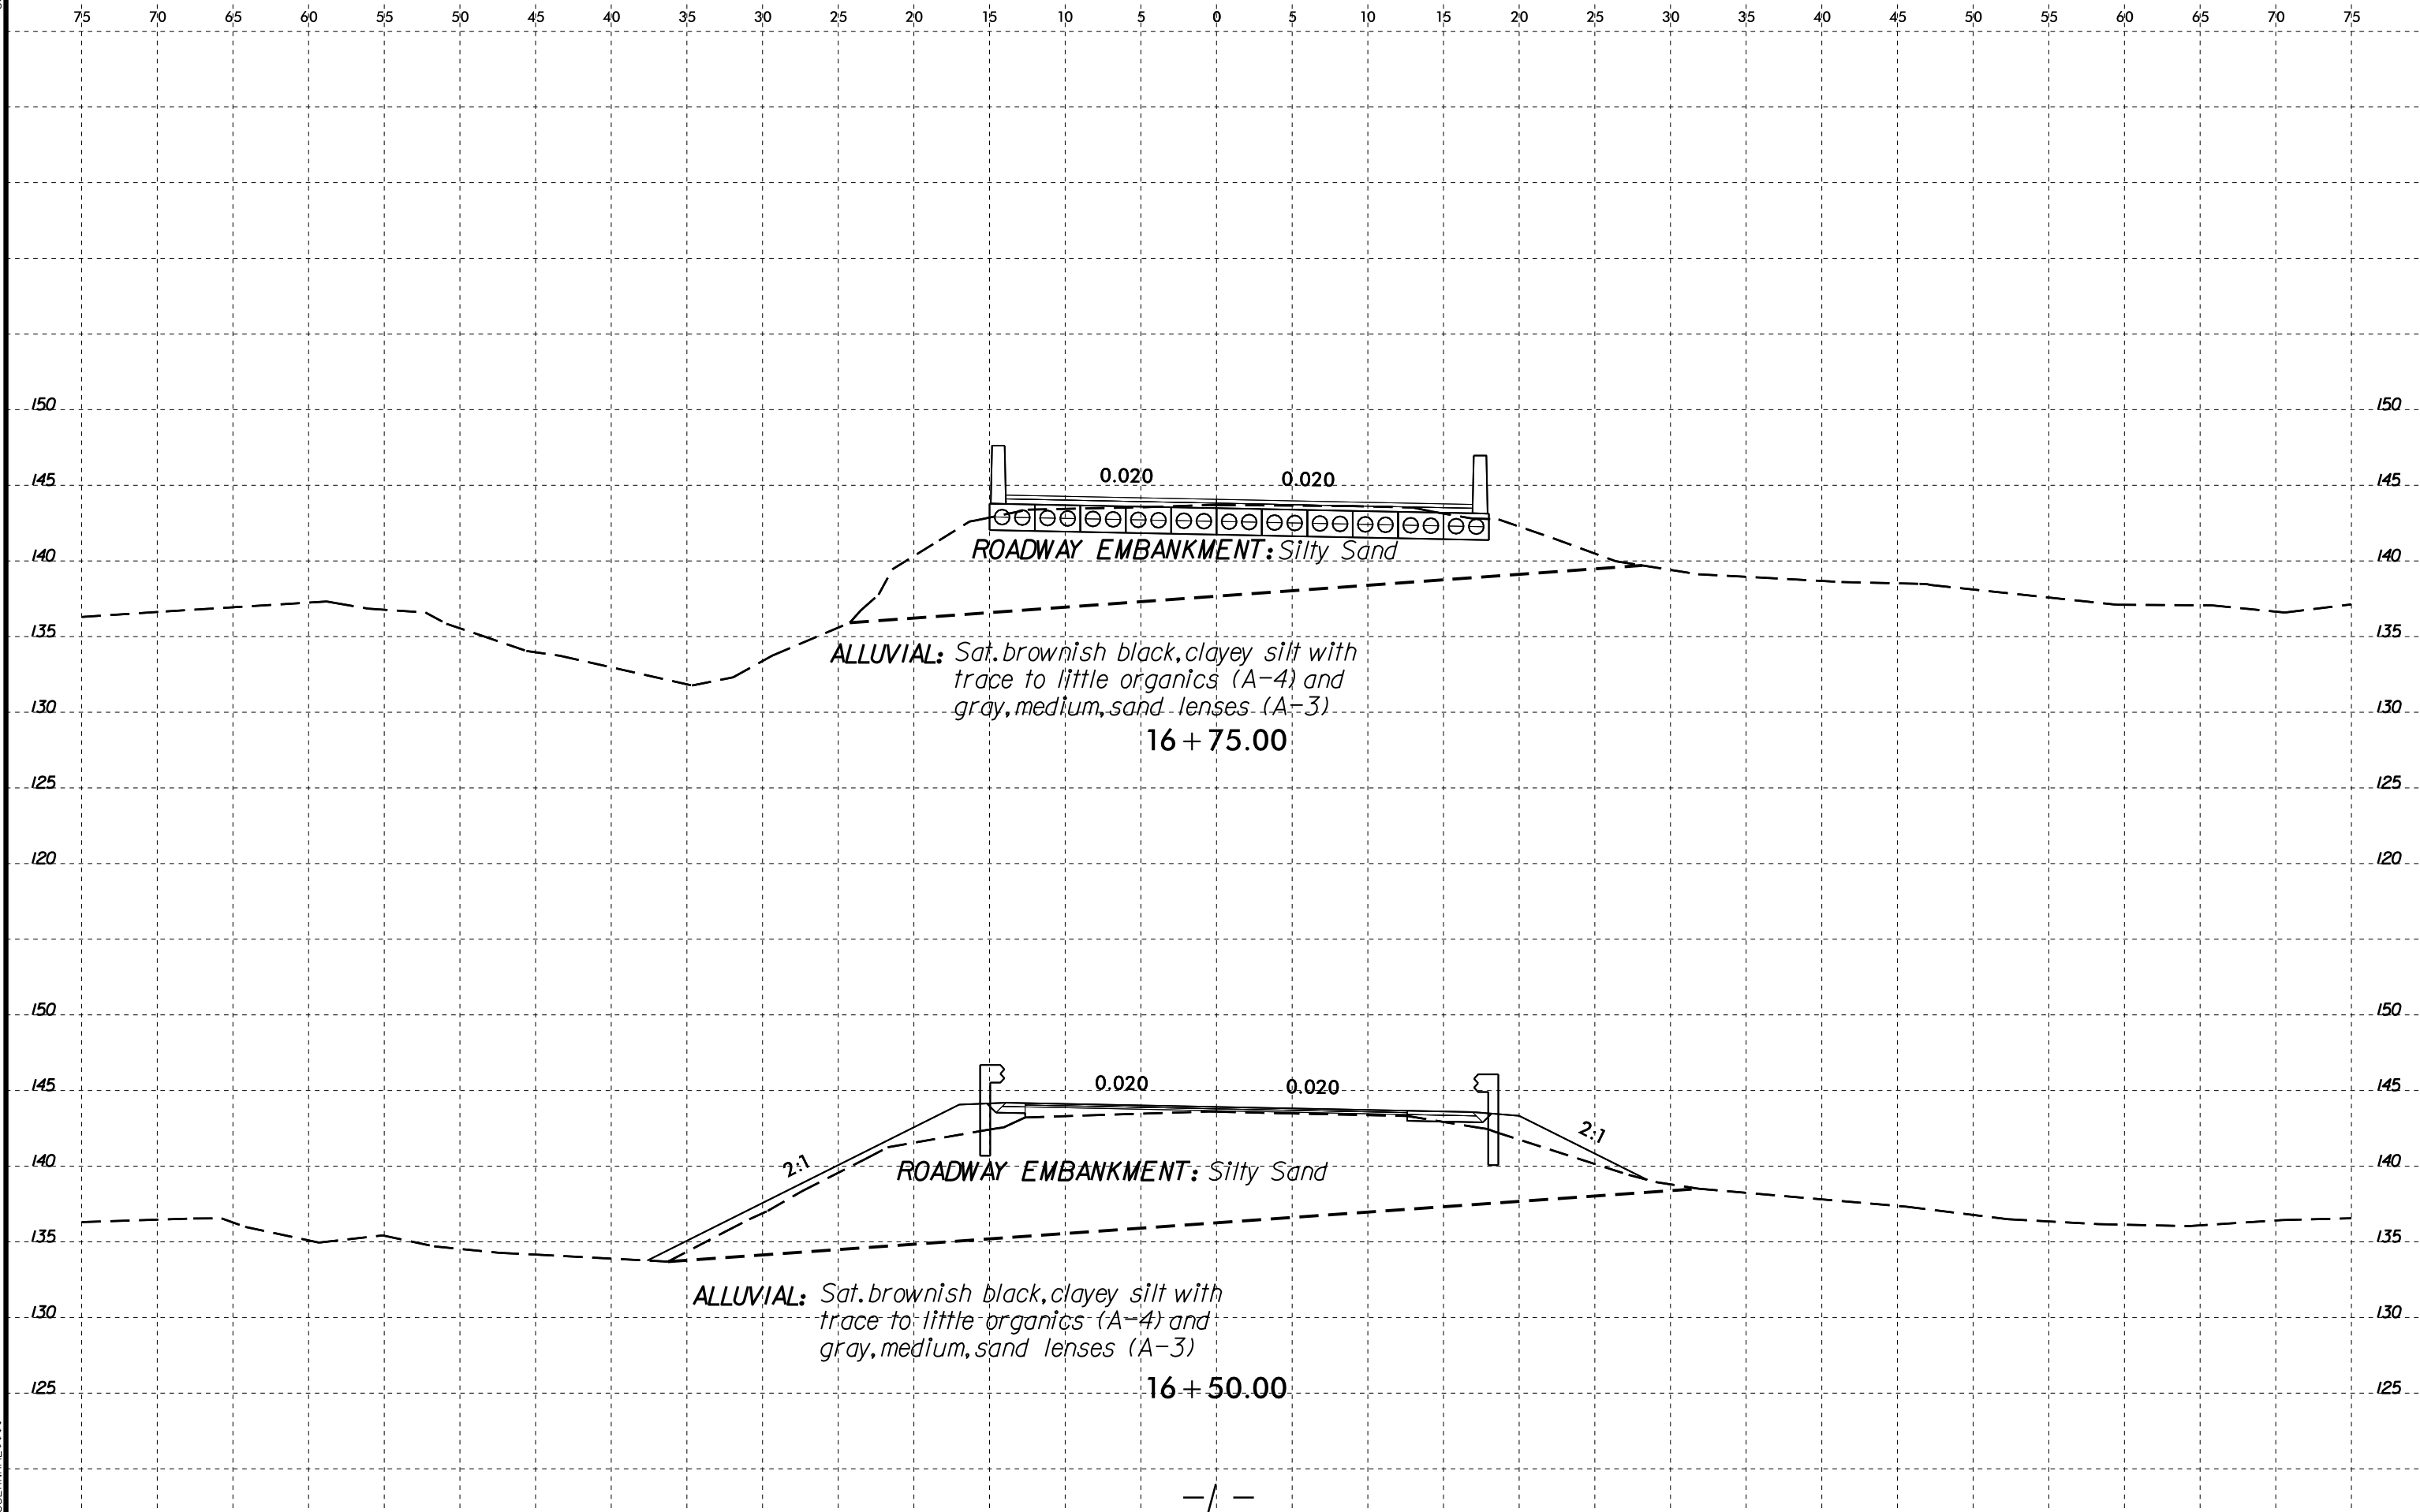 75 70 65 60 55 50 45 40 35 30 25 20 15 10 5 0 5 10 15 20 25 30 35 40 45 50 55 60 65 70 75
150 150
145 0.020 0.020 145
ROADWAY EMBANKMENT: Silty Sand
140 140
135 135
ALLUVIAL: Sat. brownish black, clayey silt with
trace to little organics (A-4) and
gray, medium, sand lenses (A-3)
130 130
16+75.00
125 125
120 120
150 150
145 0.020 0.020 145
2:1 2:1
140 ROADWAY EMBANKMENT: Silty Sand 140
135 135
ALLUVIAL: Sat. brownish black, clayey silt with
130 130
trace to little organics (A-4) and
gray, medium, sand lenses (A-3)
125 16+50.00 125